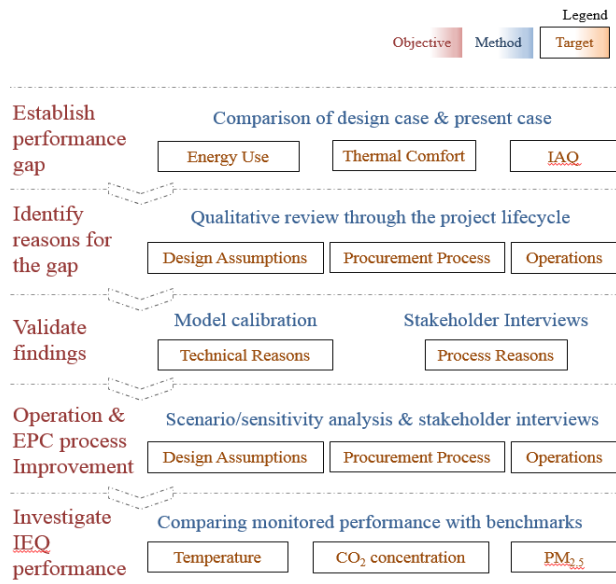 Legend
Objective Method Target
Establish
performance
gap
Comparison of design case & present case
Energy Use Thermal Comfort IAQ
Identify
reasons for
the gap
Qualitative review through the project lifecycle
Design Assumptions Procurement Process Operations
Validate
findings
Model calibration Stakeholder Interviews
Technical Reasons Process Reasons
Operation &
EPC process
Improvement
Scenario/sensitivity analysis & stakeholder interviews
Design Assumptions Procurement Process Operations
Investigate
IEQ
performance
Comparing monitored performance with benchmarks
Temperature CO₂ concentration PM₂.₅